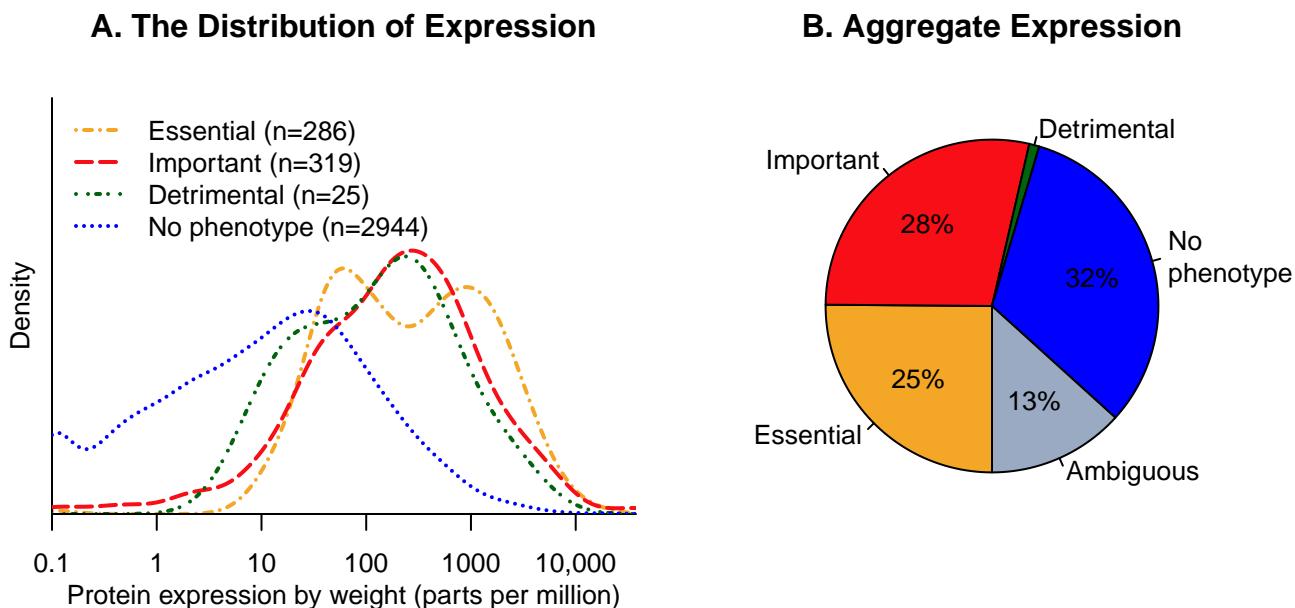 A. The Distribution of Expression
Essential (n=286)
Important (n=319)
Detrimental (n=25)
No phenotype (n=2944)
Density
0.1 1 10 100 1000 10,000
Protein expression by weight (parts per million)
B. Aggregate Expression
Detrimental
Important
No
phenotype
28%
32%
25%
13%
Essential
Ambiguous